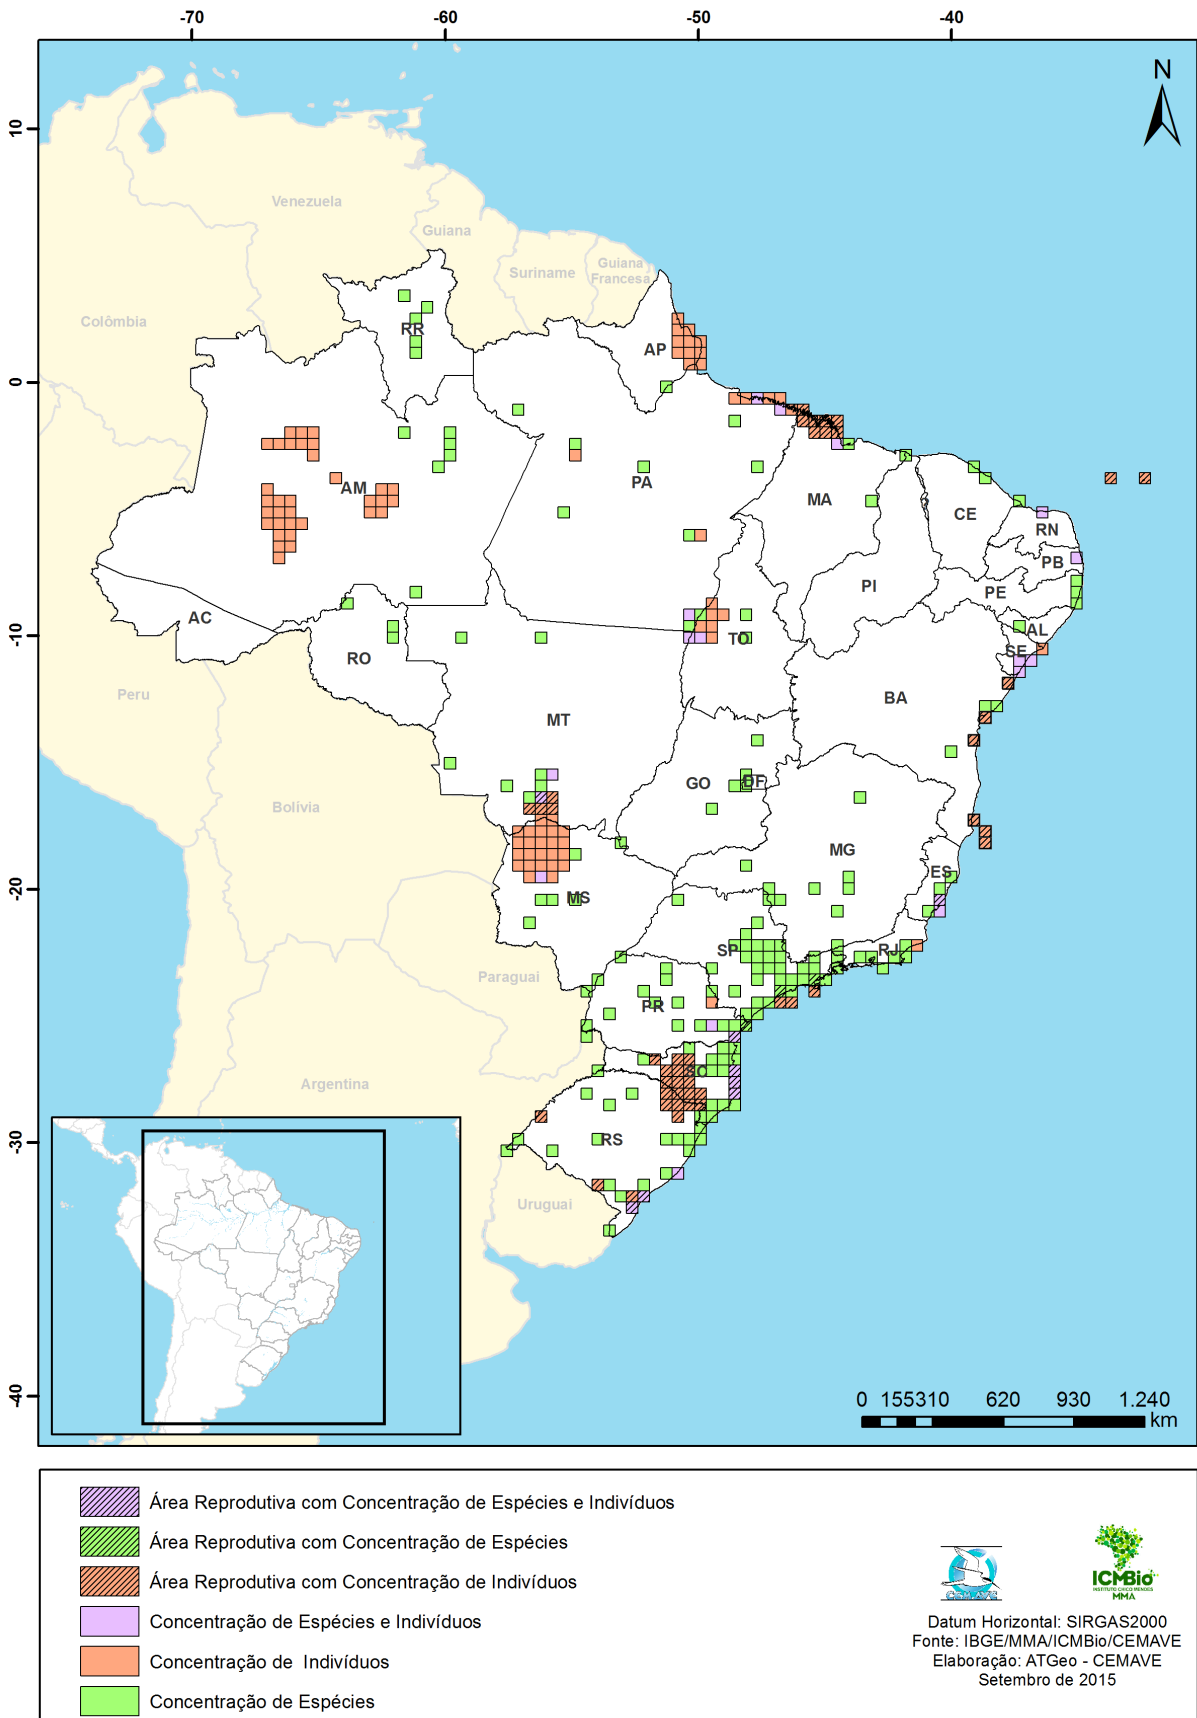 -70
-60
-50
-40
N
10
0
-10
-20
-30
-40
Venezuela
Guiana
Suriname
Guiana
Francesa
Colômbia
RR
AP
AM
PA
MA
CE
RN
PB
PI
PE
AL
SE
AC
TO
RO
BA
MT
Peru
GO
DF
Bolívia
MG
ES
MS
SP
RJ
Paraguai
PR
SC
Argentina
RS
Uruguai
0 155310 620 930 1.240
km
Área Reprodutiva com Concentração de Espécies e Indivíduos
Área Reprodutiva com Concentração de Espécies
Área Reprodutiva com Concentração de Indivíduos
Concentração de Espécies e Indivíduos
Concentração de Indivíduos
Concentração de Espécies
CEMAVE
ICMBio
INSTITUTO CHICO MENDES
MMA
Datum Horizontal: SIRGAS2000
Fonte: IBGE/MMA/ICMBio/CEMAVE
Elaboração: ATGeo - CEMAVE
Setembro de 2015